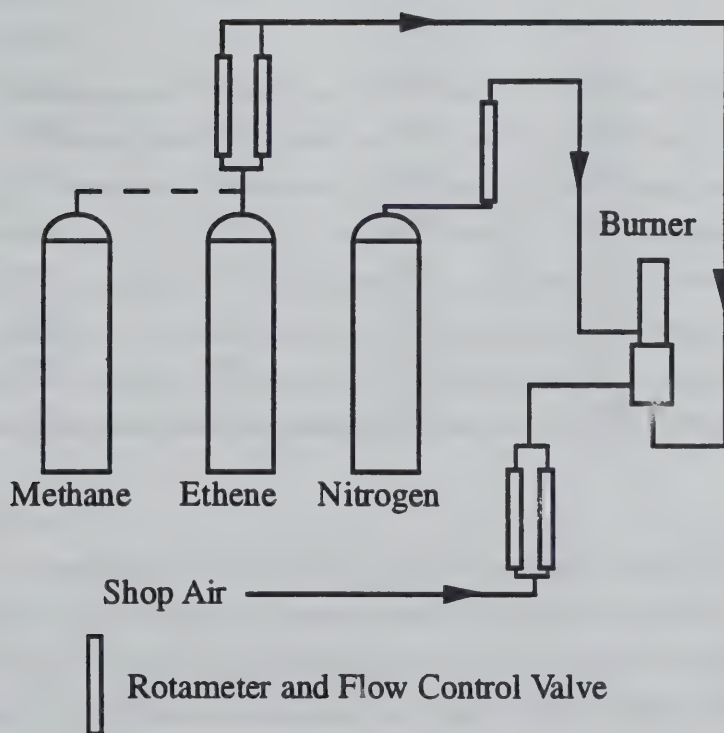 Burner
Methane Ethene Nitrogen
Shop Air
Rotameter and Flow Control Valve